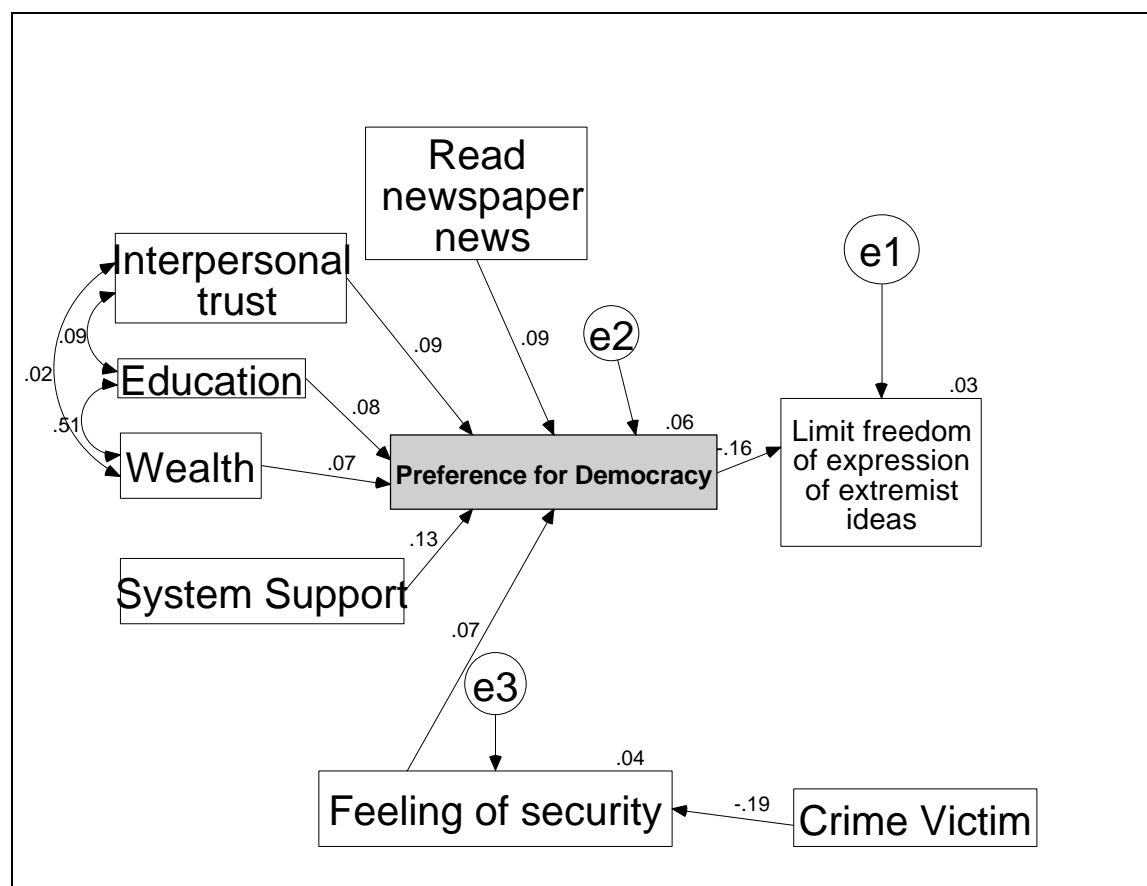 Read
newspaper
news
Interpersonal
trust
e1
.09
e2
.09
.09
.02
Education
.03
.08
.51
.06
Limit freedom
of expression
of extremist
ideas
Wealth
.07
Preference for Democracy
-.16
.13
System Support
.07
e3
.04
Feeling of security
-.19
Crime Victim